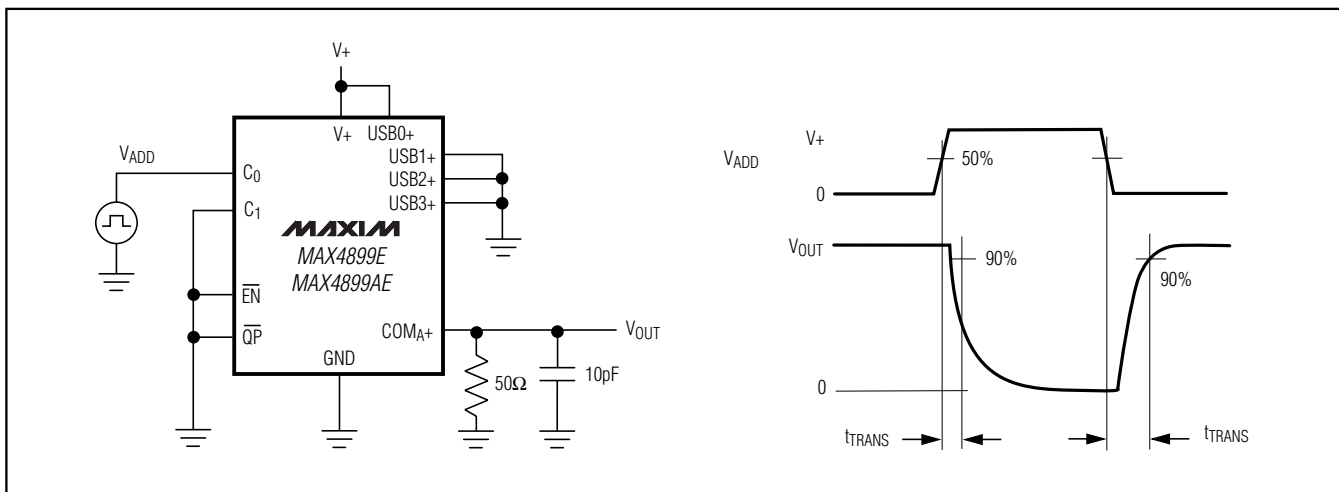 V+
V+ USB0+
USB1+
VADD
C0
USB2+
C1
USB3+
MAXIM
MAX4899E
MAX4899AE
EN
QP
COMA+
VOUT
GND
50Ω
10pF
V+
VADD
50%
0
VOUT
90%
90%
0
tTRANS
tTRANS